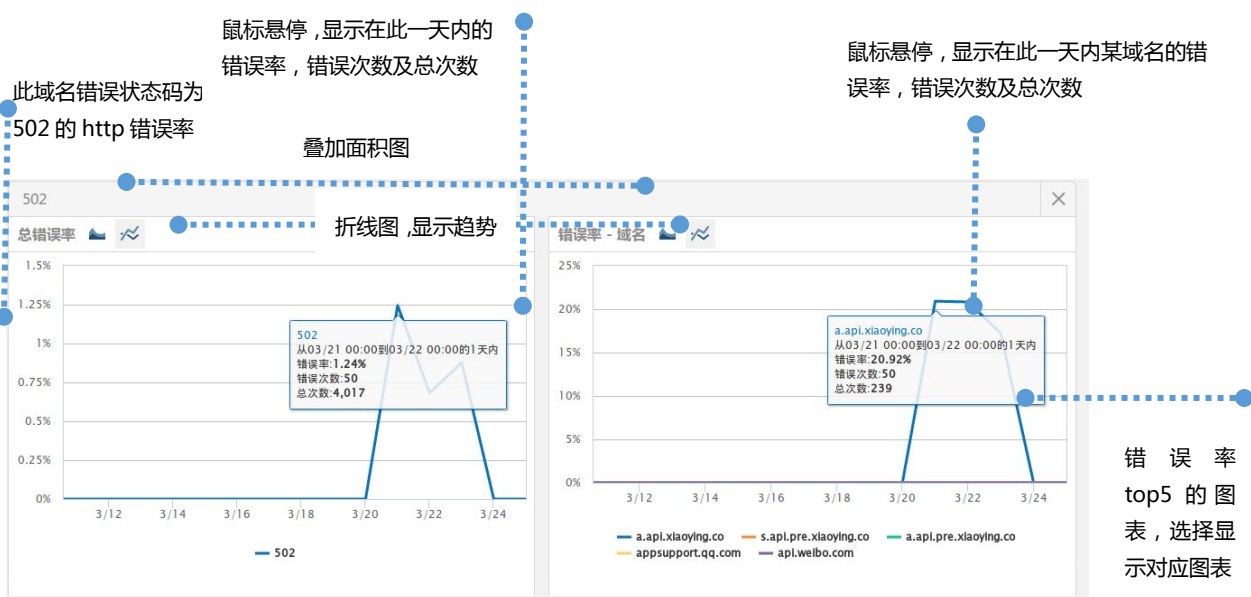 鼠标悬停,显示在此一天内的
错误率，错误次数及总次数
鼠标悬停,显示在此一天内某域名的错
误率，错误次数及总次数
此域名错误状态码为
502 的 http 错误率
叠加面积图
502
折线图,显示趋势
总错误率
错误率 - 域名
1.5%
1.25%
1%
0.75%
0.5%
0.25%
0%
3/12
3/14
3/16
3/18
3/20
3/22
3/24
502
从03/21 00:00到03/22 00:00的1天内
错误率:1.24%
错误次数:50
总次数:4,017
502
25%
20%
15%
10%
5%
0%
3/12
3/14
3/16
3/18
3/20
3/22
3/24
a.api.xiaoying.co
从03/21 00:00到03/22 00:00的1天内
错误率:20.92%
错误次数:50
总次数:239
a.api.xiaoying.co
s.api.pre.xiaoying.co
a.api.pre.xiaoying.co
appsupport.qq.com
api.weibo.com
错误率
top5 的图
表，选择显
示对应图表